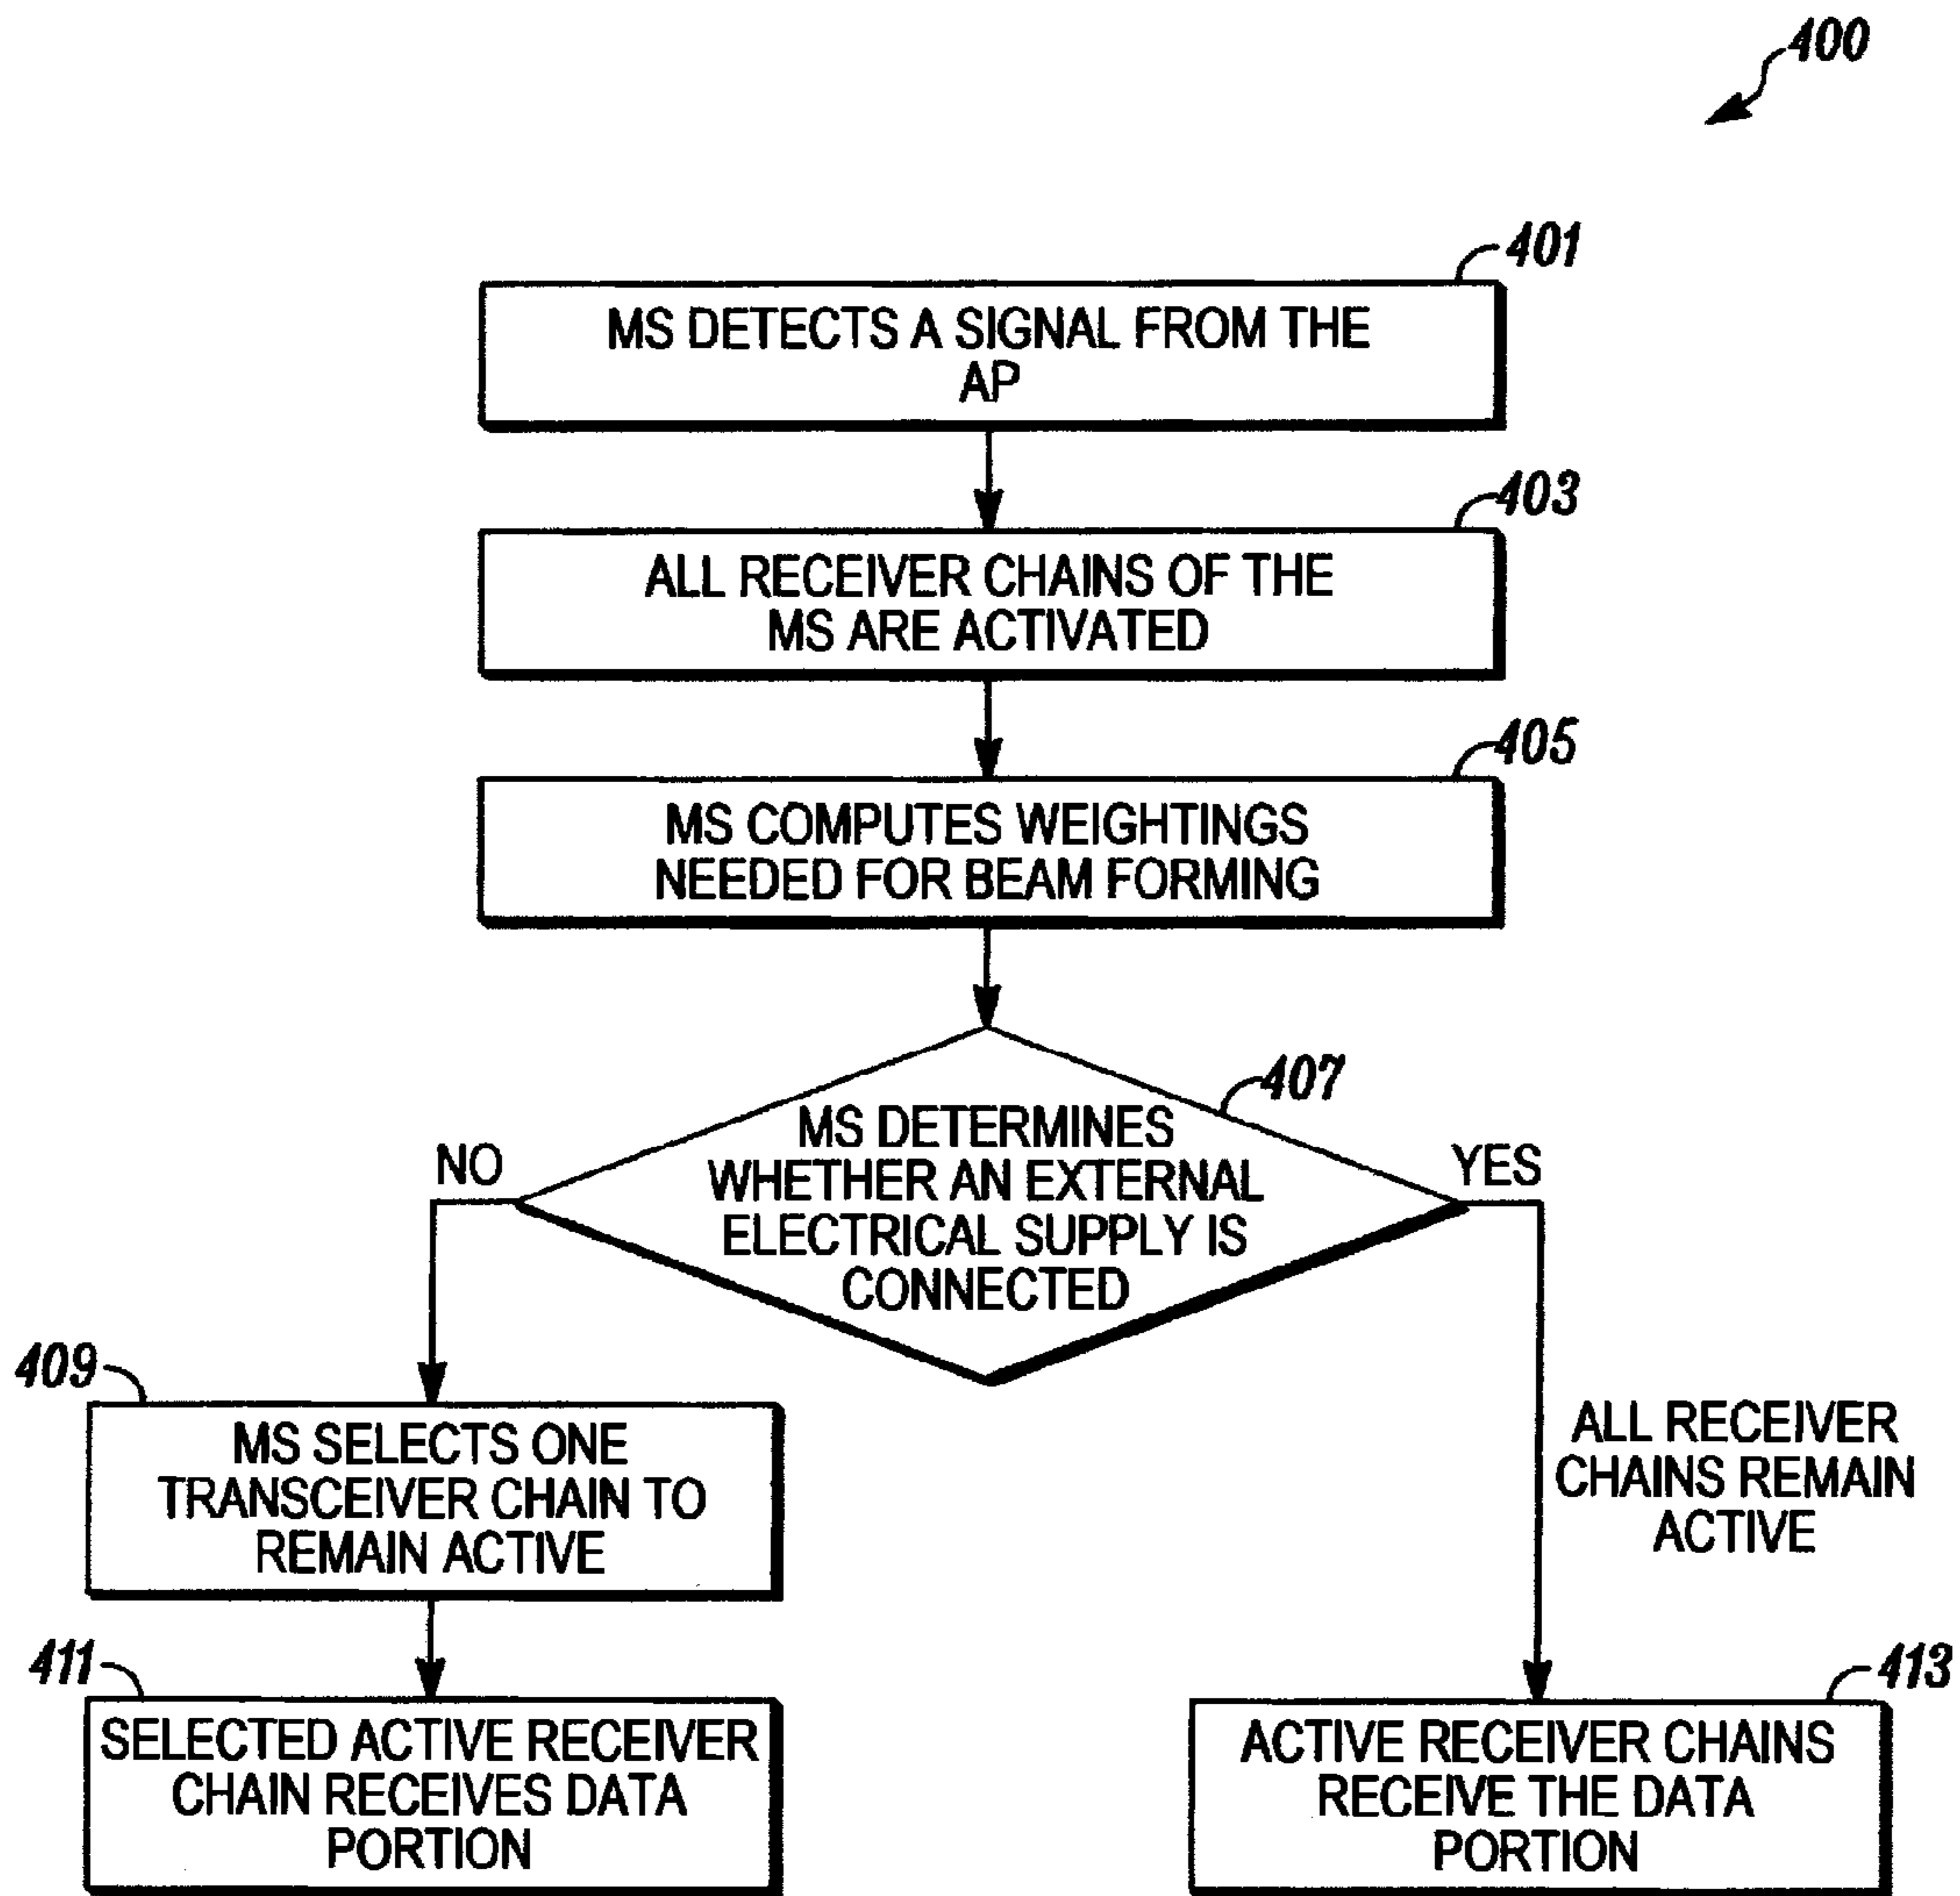 400
401
MS DETECTS A SIGNAL FROM THE
AP
403
ALL RECEIVER CHAINS OF THE
MS ARE ACTIVATED
405
MS COMPUTES WEIGHTINGS
NEEDED FOR BEAM FORMING
407
MS DETERMINES
WHETHER AN EXTERNAL
ELECTRICAL SUPPLY IS
CONNECTED
NO
YES
409
MS SELECTS ONE
TRANSCEIVER CHAIN TO
REMAIN ACTIVE
ALL RECEIVER
CHAINS REMAIN
ACTIVE
411
SELECTED ACTIVE RECEIVER
CHAIN RECEIVES DATA
PORTION
413
ACTIVE RECEIVER CHAINS
RECEIVE THE DATA
PORTION